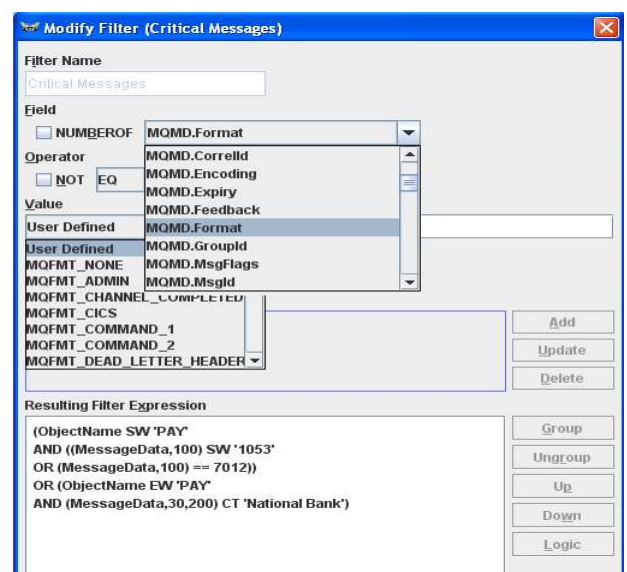 Modify Filter (Critical Messages)
Filter Name
Critical Messages
Field
NUMBEROF MQMD.Format
Operator
MQMD.CorrelId
NOT EQ
MQMD.Encoding
MQMD.Expiry
Value
MQMD.Feedback
User Defined
MQMD.Format
User Defined
MQMD.GroupId
MQFMT_NONE
MQMD.MsgFlags
MQFMT_ADMIN
MQMD.MsgId
MQFMT_CHANNEL_COMPLETED
MQFMT_CICS
MQFMT_COMMAND_1
MQFMT_COMMAND_2
MQFMT_DEAD_LETTER_HEADER
Add
Update
Delete
Resulting Filter Expression
(ObjectName SW 'PAY'
AND ((MessageData,100) SW '1053'
OR (MessageData,100) == 7012))
OR (ObjectName EW 'PAY'
AND (MessageData,30,200) CT 'National Bank')
Group
Ungroup
Up
Down
Logic